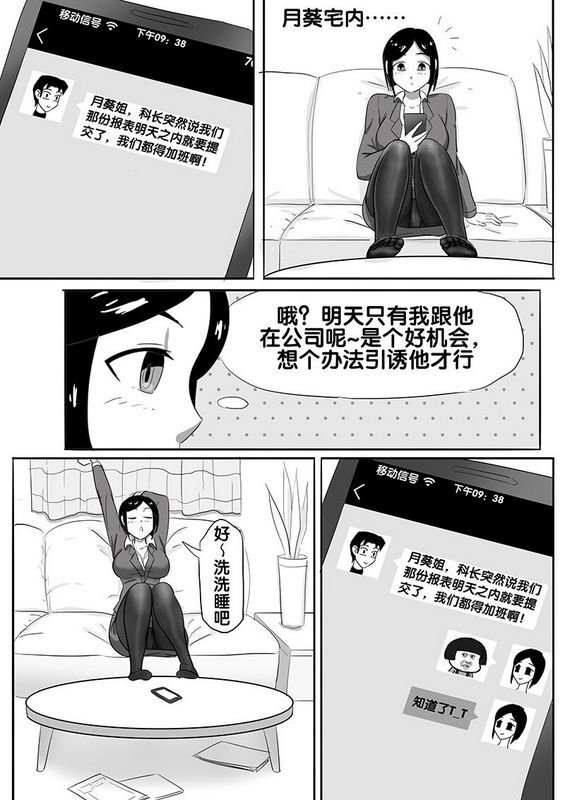 移动信号
下午09：38
月葵姐，科长突然说我们
那份报表明天之内就要提
交了，我们都得加班啊！
月葵宅内……
哦？明天只有我跟他
在公司呢~是个好机会，
想个办法引诱他才行
好～洗洗睡吧
移动信号
下午09：38
月葵姐，科长突然说我们
那份报表明天之内就要提
交了，我们都得加班啊！
知道了T_T